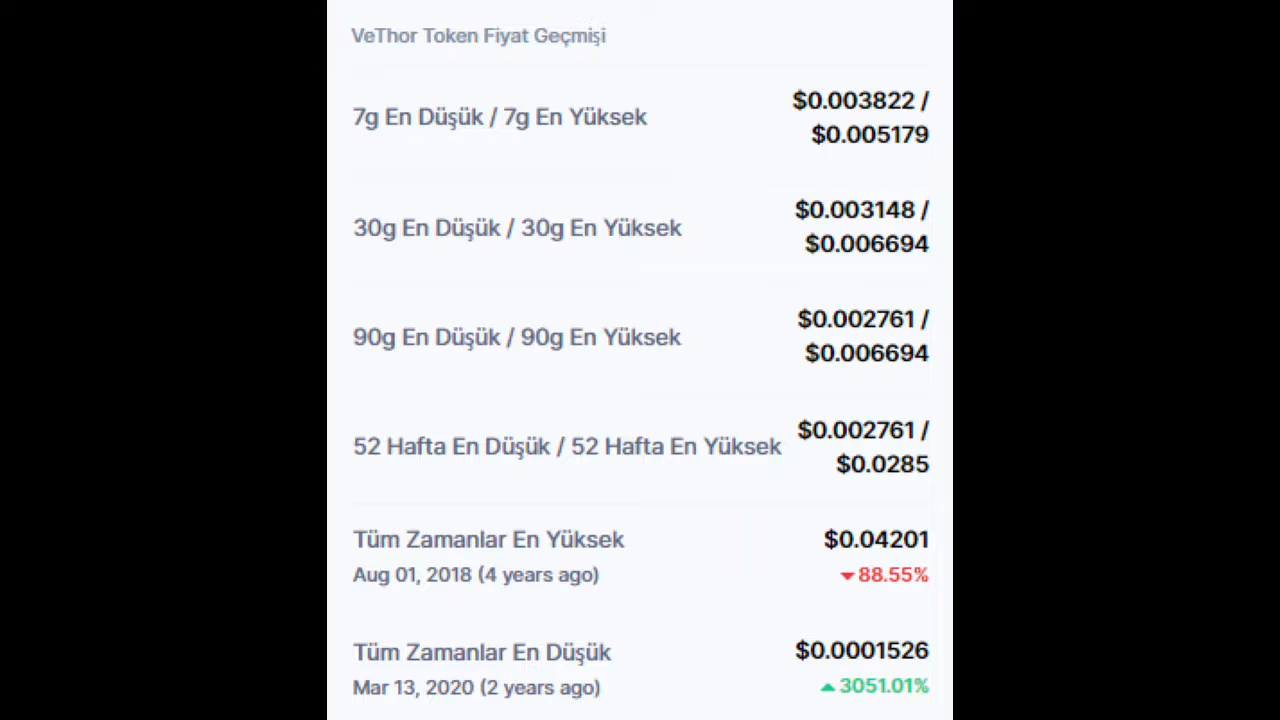 VeThor Token Fiyat Geçmişi
7g En Düşük / 7g En Yüksek
$0.003822 /
$0.005179
30g En Düşük / 30g En Yüksek
$0.003148 /
$0.006694
90g En Düşük / 90g En Yüksek
$0.002761 /
$0.006694
52 Hafta En Düşük / 52 Hafta En Yüksek
$0.002761 /
$0.0285
Tüm Zamanlar En Yüksek
$0.04201
Aug 01, 2018 (4 years ago)
▼88.55%
Tüm Zamanlar En Düşük
$0.0001526
Mar 13, 2020 (2 years ago)
▲3051.01%